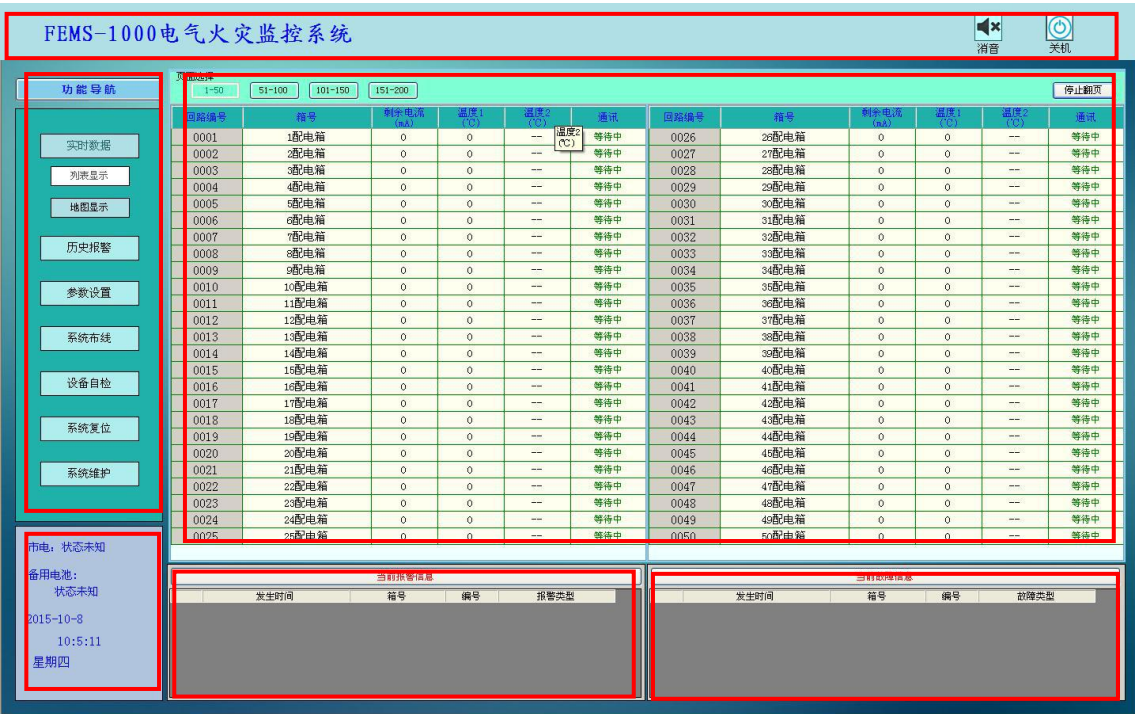 FEMS-1000电气火灾监控系统
消音 关机
功能导航
实时数据
列表显示
地图显示
历史报警
参数设置
系统布线
设备自检
系统复位
系统维护
页面选择
1-50 51-100 101-150 151-200 停止翻页
回路编号 箱号 剩余电流(mA) 温度1(℃) 温度2(℃) 通讯 回路编号 箱号 剩余电流(mA) 温度1(℃) 温度2(℃) 通讯
温度2
(℃)
0001 1配电箱 0 0 -- 等待中 0026 26配电箱 0 0 -- 等待中
0002 2配电箱 0 0 -- 等待中 0027 27配电箱 0 0 -- 等待中
0003 3配电箱 0 0 -- 等待中 0028 28配电箱 0 0 -- 等待中
0004 4配电箱 0 0 -- 等待中 0029 29配电箱 0 0 -- 等待中
0005 5配电箱 0 0 -- 等待中 0030 30配电箱 0 0 -- 等待中
0006 6配电箱 0 0 -- 等待中 0031 31配电箱 0 0 -- 等待中
0007 7配电箱 0 0 -- 等待中 0032 32配电箱 0 0 -- 等待中
0008 8配电箱 0 0 -- 等待中 0033 33配电箱 0 0 -- 等待中
0009 9配电箱 0 0 -- 等待中 0034 34配电箱 0 0 -- 等待中
0010 10配电箱 0 0 -- 等待中 0035 35配电箱 0 0 -- 等待中
0011 11配电箱 0 0 -- 等待中 0036 36配电箱 0 0 -- 等待中
0012 12配电箱 0 0 -- 等待中 0037 37配电箱 0 0 -- 等待中
0013 13配电箱 0 0 -- 等待中 0038 38配电箱 0 0 -- 等待中
0014 14配电箱 0 0 -- 等待中 0039 39配电箱 0 0 -- 等待中
0015 15配电箱 0 0 -- 等待中 0040 40配电箱 0 0 -- 等待中
0016 16配电箱 0 0 -- 等待中 0041 41配电箱 0 0 -- 等待中
0017 17配电箱 0 0 -- 等待中 0042 42配电箱 0 0 -- 等待中
0018 18配电箱 0 0 -- 等待中 0043 43配电箱 0 0 -- 等待中
0019 19配电箱 0 0 -- 等待中 0044 44配电箱 0 0 -- 等待中
0020 20配电箱 0 0 -- 等待中 0045 45配电箱 0 0 -- 等待中
0021 21配电箱 0 0 -- 等待中 0046 46配电箱 0 0 -- 等待中
0022 22配电箱 0 0 -- 等待中 0047 47配电箱 0 0 -- 等待中
0023 23配电箱 0 0 -- 等待中 0048 48配电箱 0 0 -- 等待中
0024 24配电箱 0 0 -- 等待中 0049 49配电箱 0 0 -- 等待中
0025 25配电箱 0 0 -- 等待中 0050 50配电箱 0 0 -- 等待中
市电：状态未知
备用电池：
状态未知
2015-10-8
10:5:11
星期四
当前报警信息
发生时间 箱号 编号 报警类型
当前故障信息
发生时间 箱号 编号 故障类型